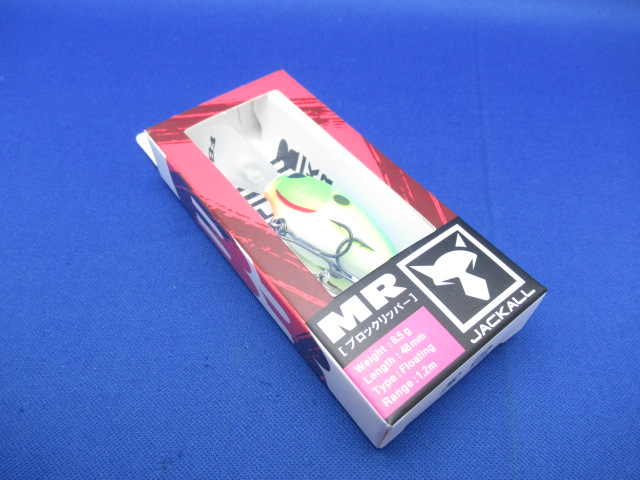 MR
[ブロックリッパー]
Weight : 8.5g
Length : 48mm
Type : Floating
Range : 1.2m
JACKALL